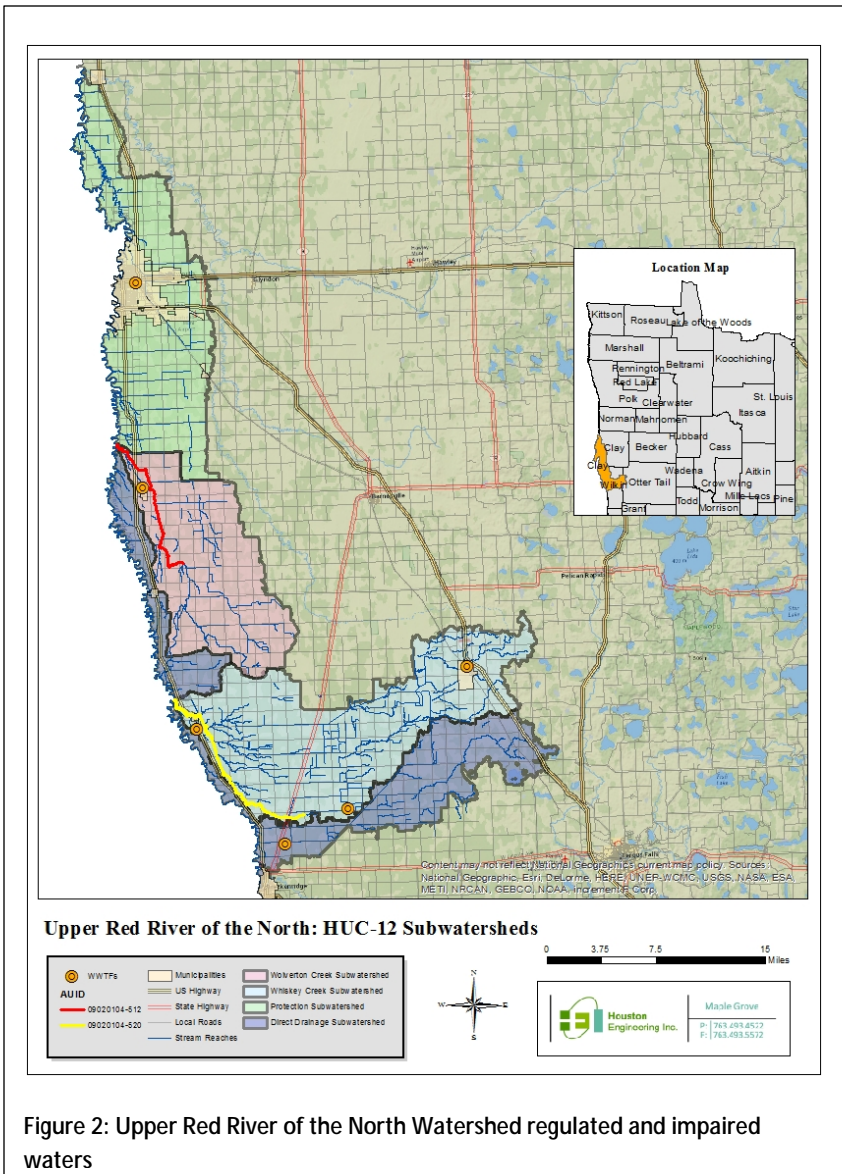 Glyndon
Hawley
Barnesville
Pelican Rapids
Location Map
Kittson
Roseau
Lake of the Woods
Marshall
Beltrami
Koochiching
Pennington
Red Lake
St. Louis
Polk
Clearwater
Itasca
Norman
Mahnomen
Hubbard
Clay
Becker
Cass
Clay
Aitkin
Wadena
Wilkin
Otter Tail
Crow Wing
Mille Lacs
Pine
Todd
Grant
Morrison
Content may not reflect National Geographic's current map policy. Sources:
National Geographic, Esri, DeLorme, HERE, UNEP-WCMC, USGS, NASA, ESA,
METI, NRCAN, GEBCO, NOAA, increment P Corp.
Upper Red River of the North: HUC-12 Subwatersheds
WWTFs
AUID
09020104-512
09020104-520
Municipalities
US Highway
State Highway
Local Roads
Stream Reaches
Wolverton Creek Subwatershed
Whiskey Creek Subwatershed
Protection Subwatershed
Direct Drainage Subwatershed
N
W
E
S
0 3.75 7.5 15
Miles
Houston
Engineering Inc.
Maple Grove
P: 763.493.4522
F: 763.493.5572
Figure 2: Upper Red River of the North Watershed regulated and impaired
waters